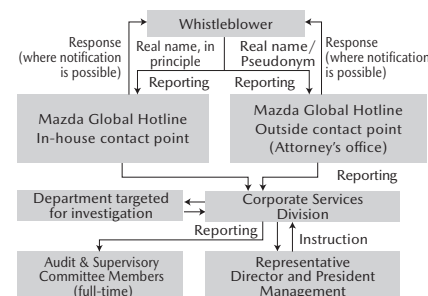 Whistleblower
Response
(where notification
is possible)
Real name, in
principle
Real name/
Pseudonym
Response
(where notification
is possible)
Reporting
Reporting
Mazda Global Hotline
In-house contact point
Mazda Global Hotline
Outside contact point
(Attorney's office)
Reporting
Department targeted
for investigation
Corporate Services
Division
Reporting
Instruction
Audit & Supervisory
Committee Members
(full-time)
Representative
Director and President
Management